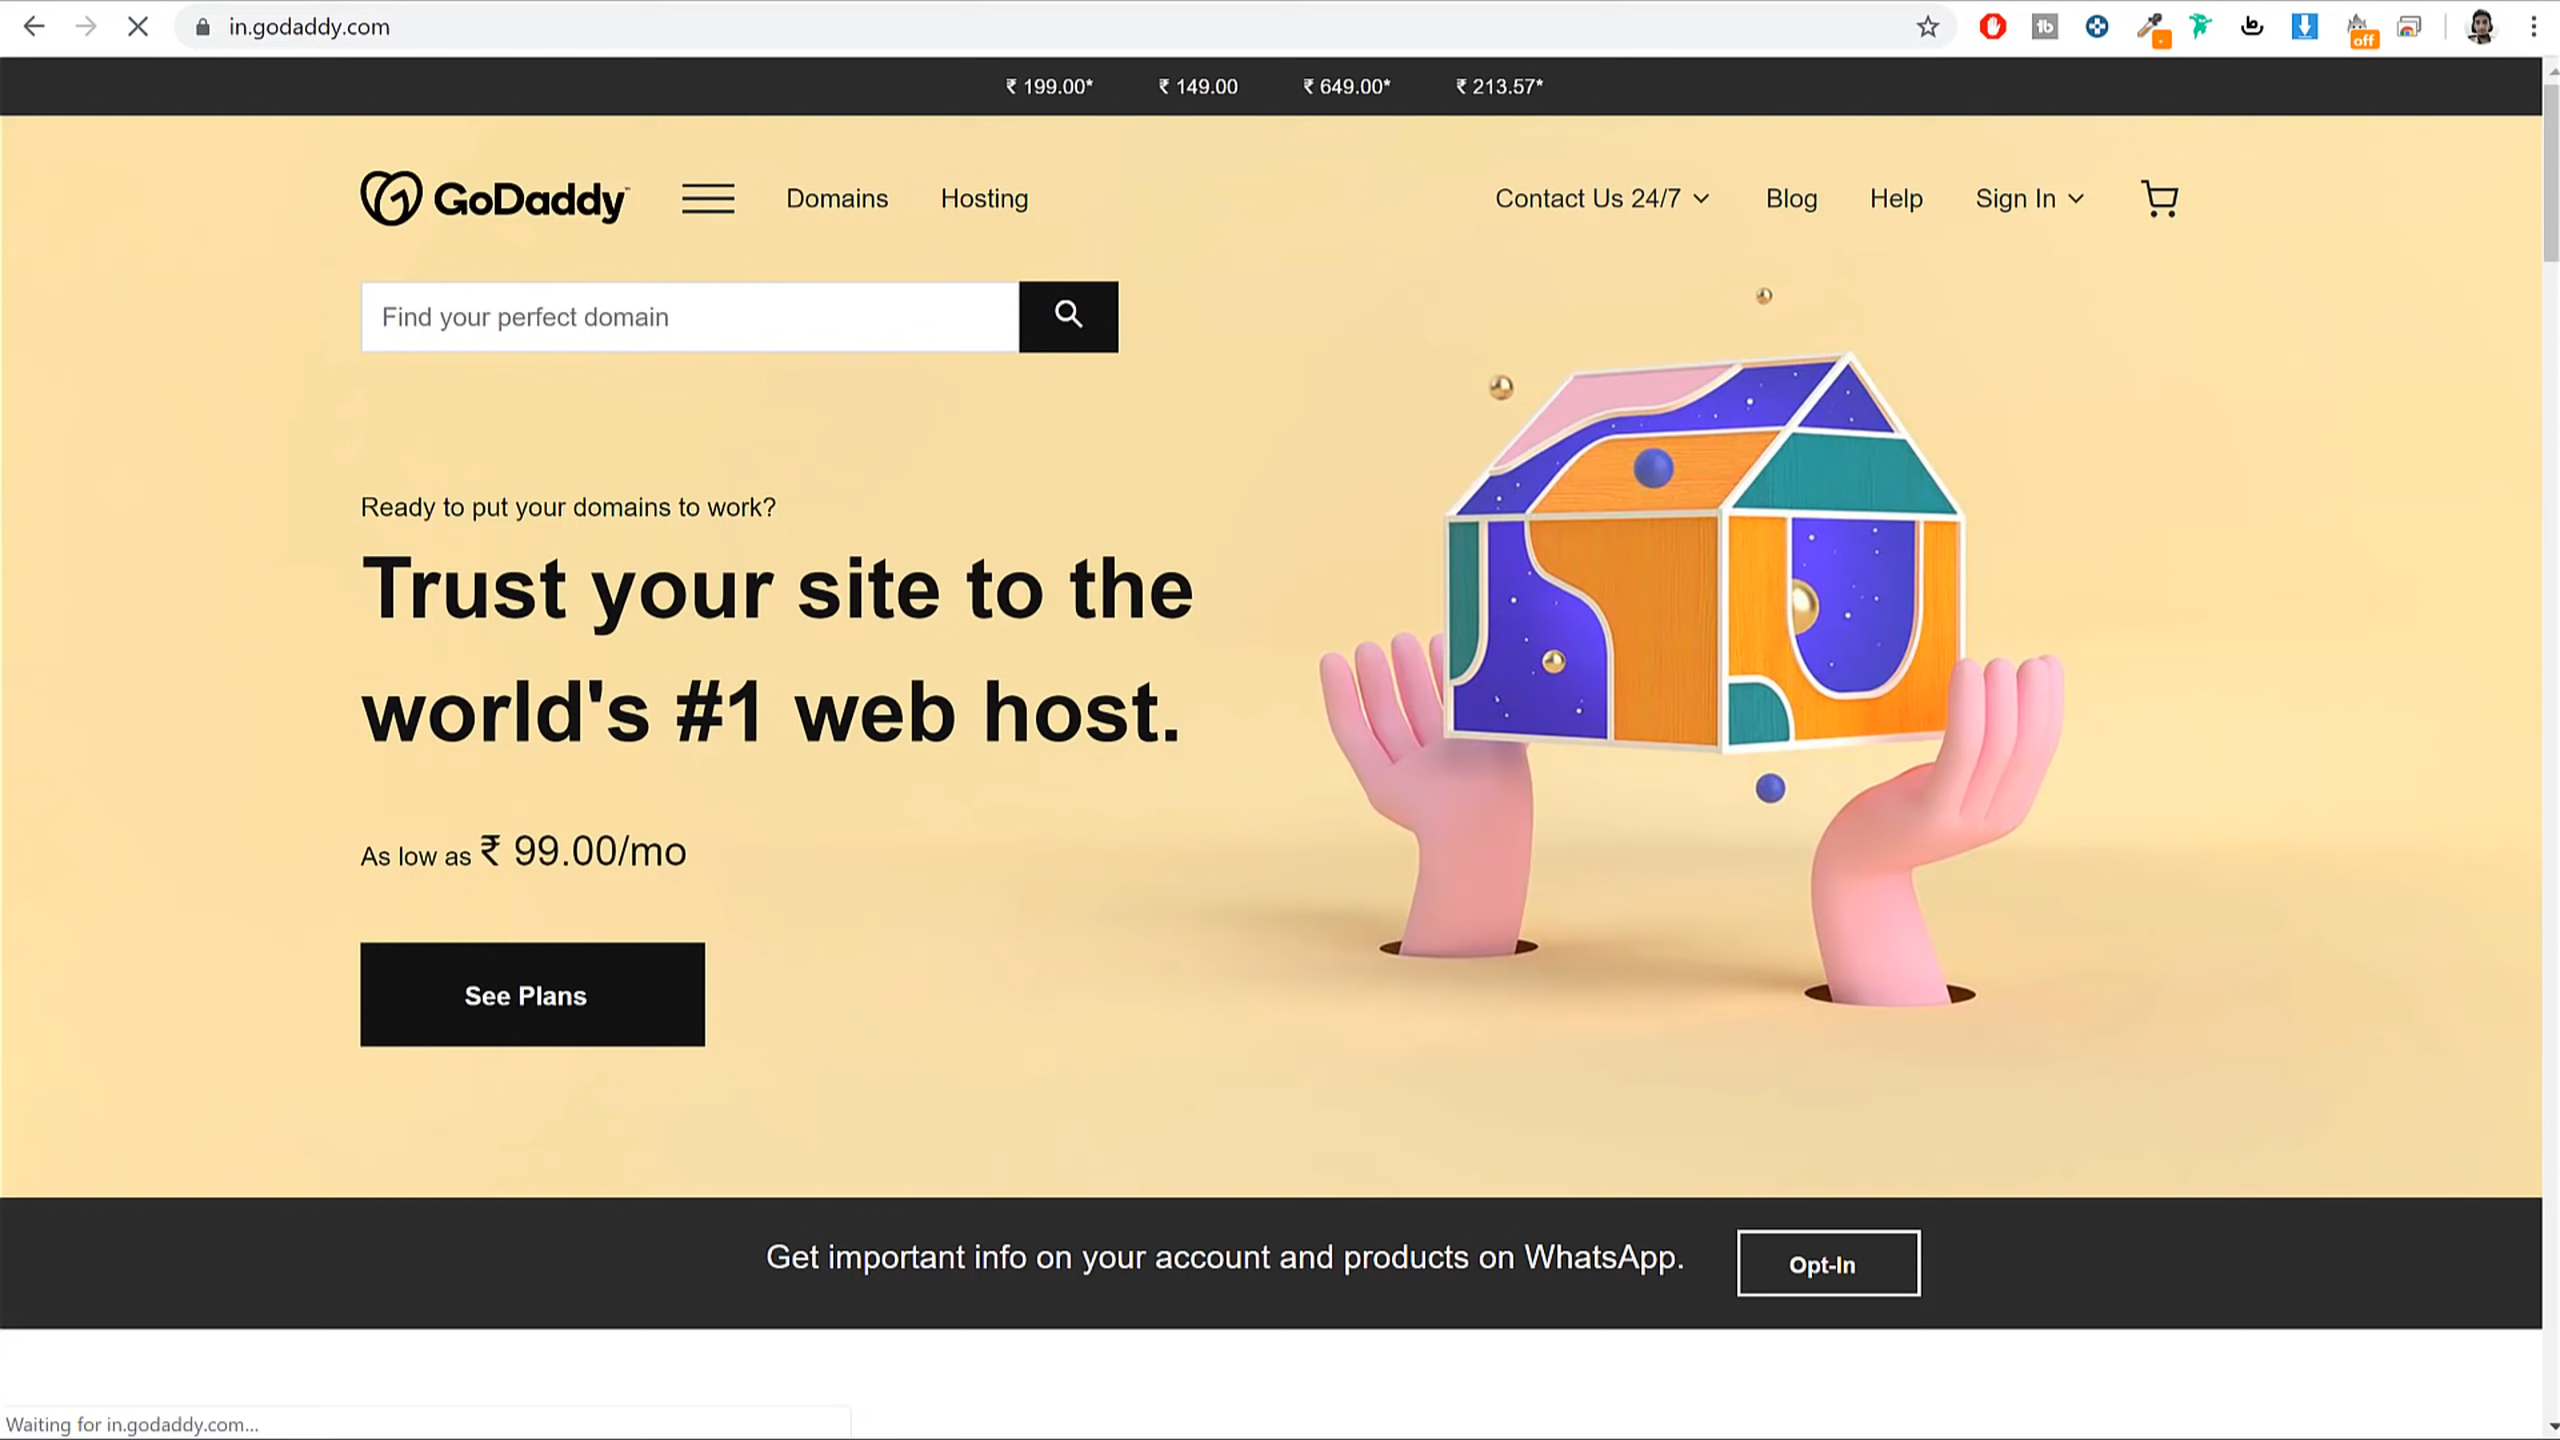 in.godaddy.com
off
₹ 199.00* ₹ 149.00 ₹ 649.00* ₹ 213.57*
GoDaddy Domains Hosting Contact Us 24/7 Blog Help Sign In
Find your perfect domain
Ready to put your domains to work?
Trust your site to the
world's #1 web host.
As low as ₹ 99.00/mo
See Plans
Get important info on your account and products on WhatsApp. Opt-In
Waiting for in.godaddy.com...